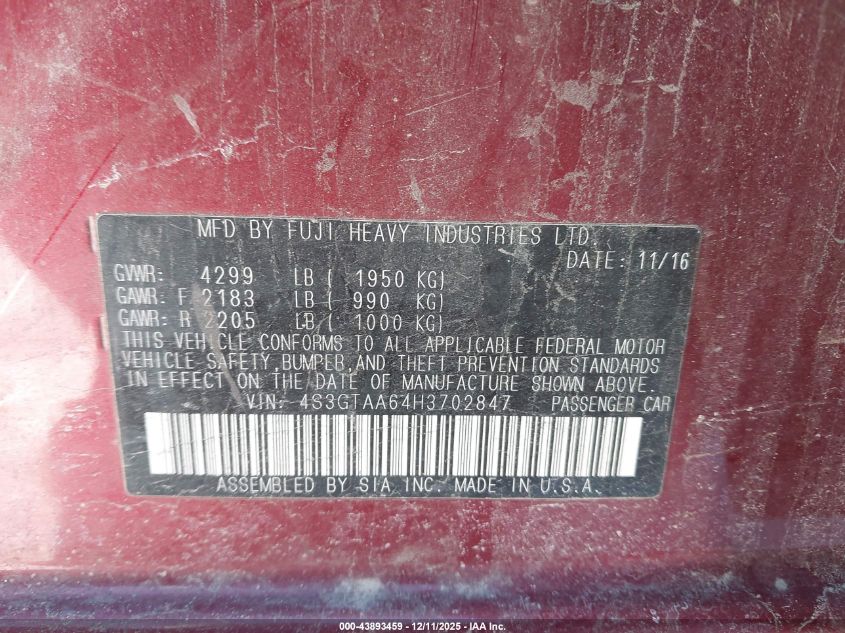 MFD BY FUJI HEAVY INDUSTRIES LTD.
DATE: 11/16
GVWR: 4299 LB ( 1950 KG)
GAWR: F 2183 LB ( 990 KG)
GAWR: R 2205 LB ( 1000 KG)
THIS VEHICLE CONFORMS TO ALL APPLICABLE FEDERAL MOTOR
VEHICLE SAFETY,BUMPER,AND THEFT PREVENTION STANDARDS
IN EFFECT ON THE DATE OF MANUFACTURE SHOWN ABOVE.
VIN: 4S3GTAA64H3702847 PASSENGER CAR
ASSEMBLED BY SIA INC. MADE IN U.S.A.
000-43893459 - 12/11/2025 - IAA Inc.